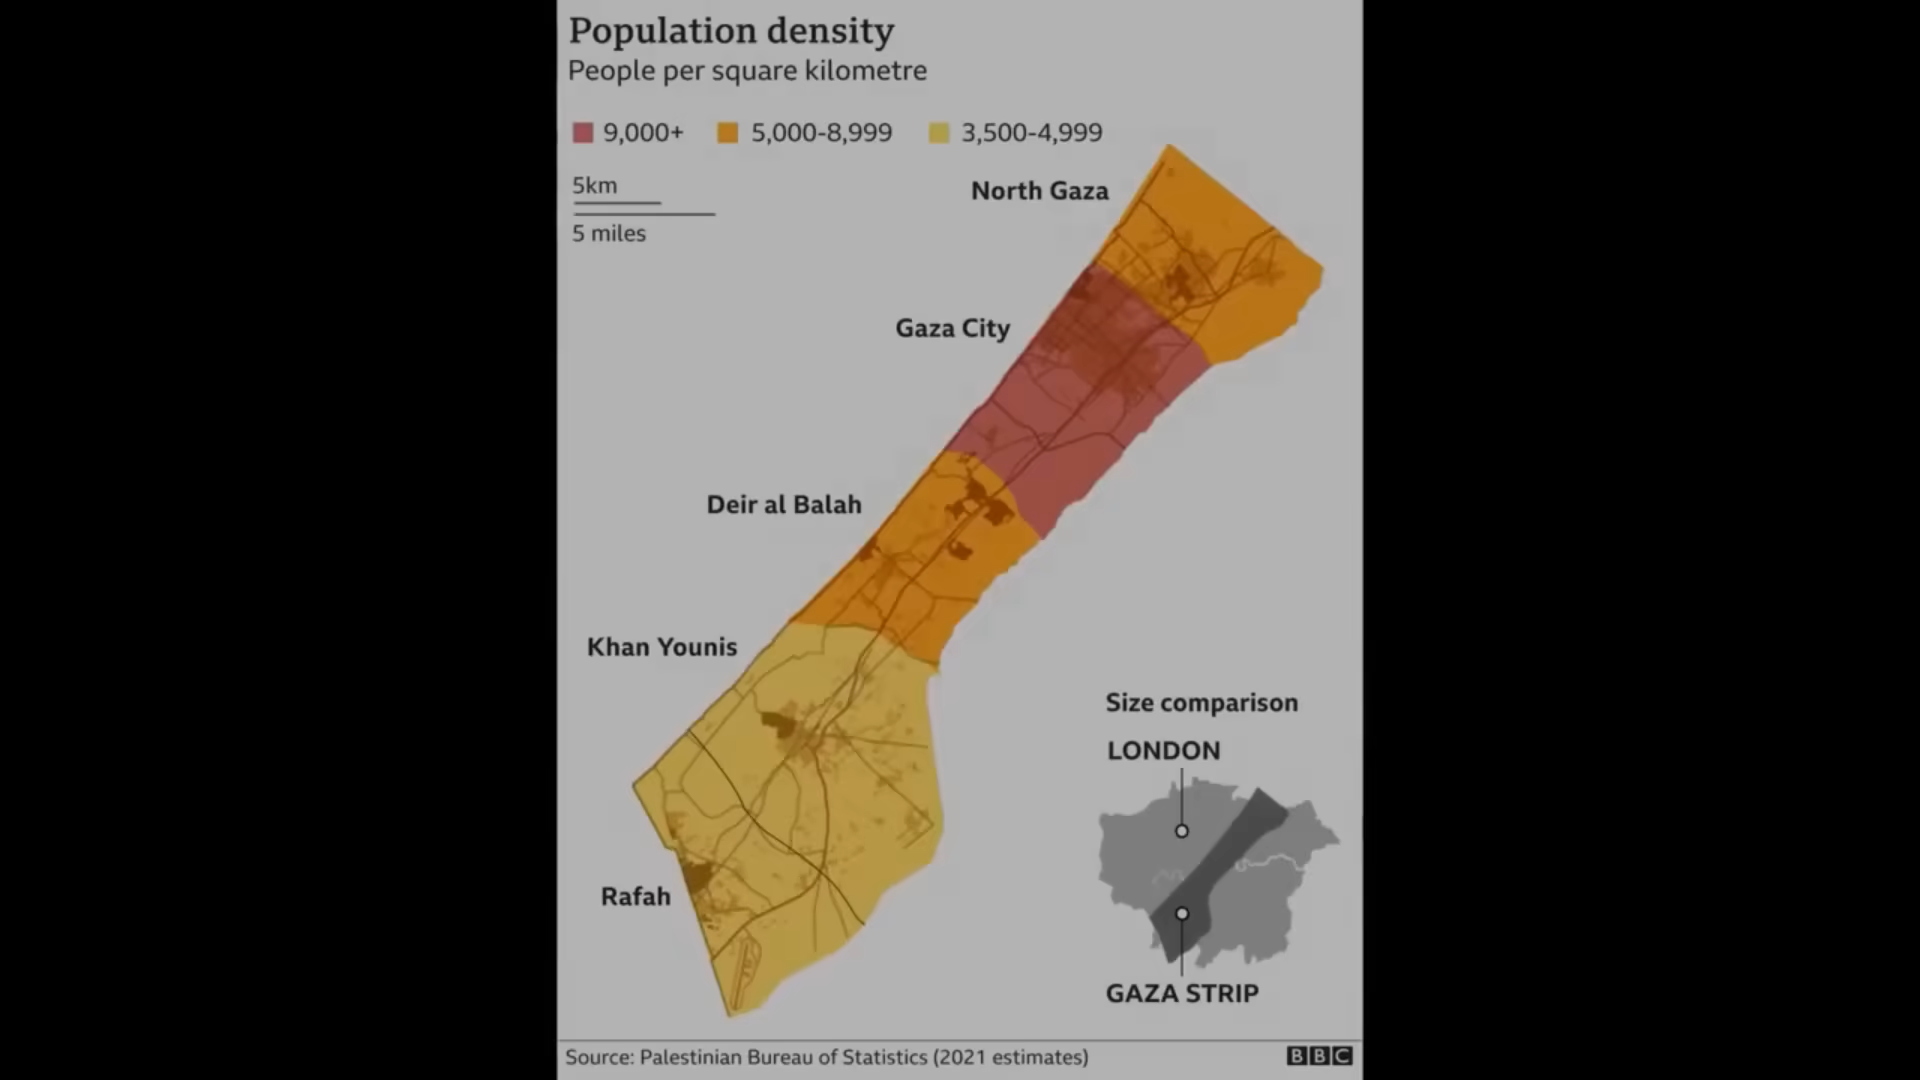 Population density
People per square kilometre
9,000+ 5,000-8,999 3,500-4,999
5km
5 miles
North Gaza
Gaza City
Deir al Balah
Khan Younis
Rafah
Size comparison
LONDON
GAZA STRIP
Source: Palestinian Bureau of Statistics (2021 estimates)
BBC